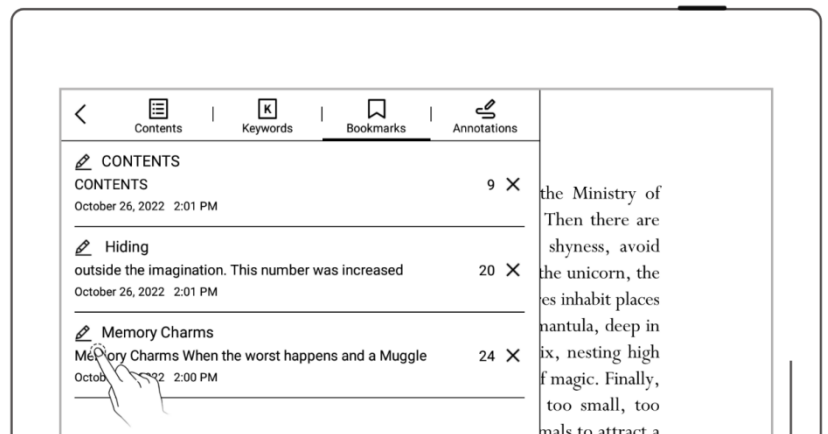 Contents | K Keywords | Bookmarks | Annotations
CONTENTS
CONTENTS
9
October 26, 2022 2:01 PM
Hiding
outside the imagination. This number was increased
20
October 26, 2022 2:01 PM
Memory Charms
Memory Charms When the worst happens and a Muggle
24
2:00 PM
the Ministry of
Then there are
shyness, avoid
the unicorn, the
inhabit places
deep in
nesting high
f magic. Finally,
too small, too
to attract a